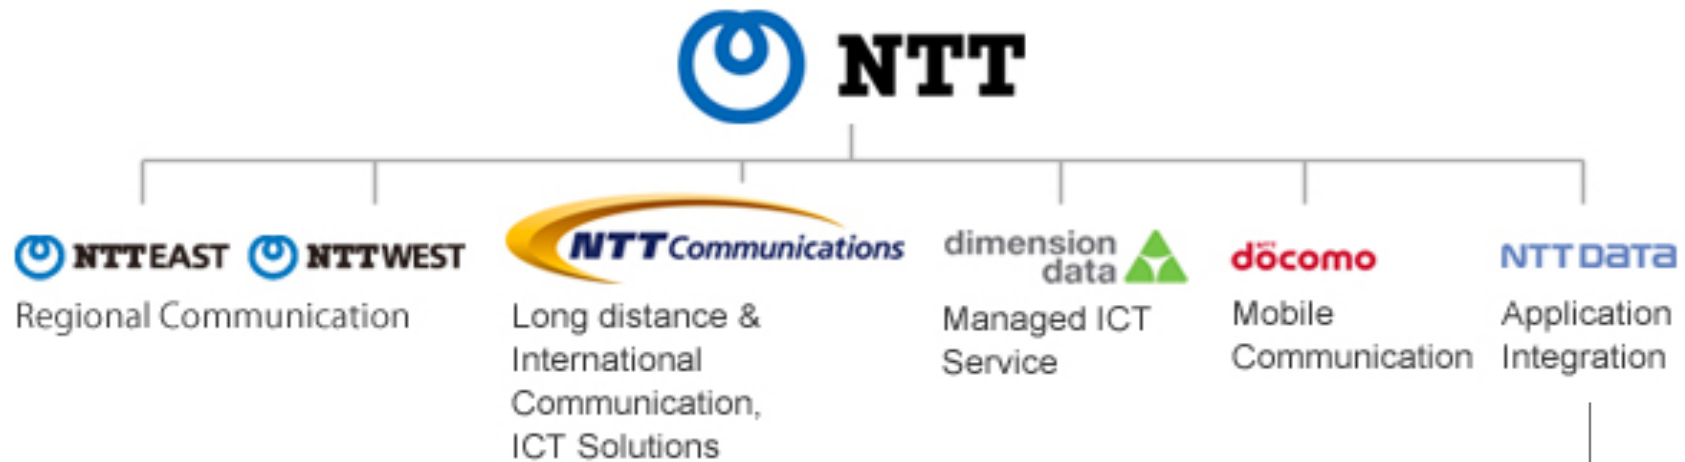 NTT
NTT EAST
NTT WEST
Regional Communication
NTT Communications
Long distance &
International
Communication,
ICT Solutions
dimension
data
Managed ICT
Service
döcomo
Mobile
Communication
NTT DATA
Application
Integration